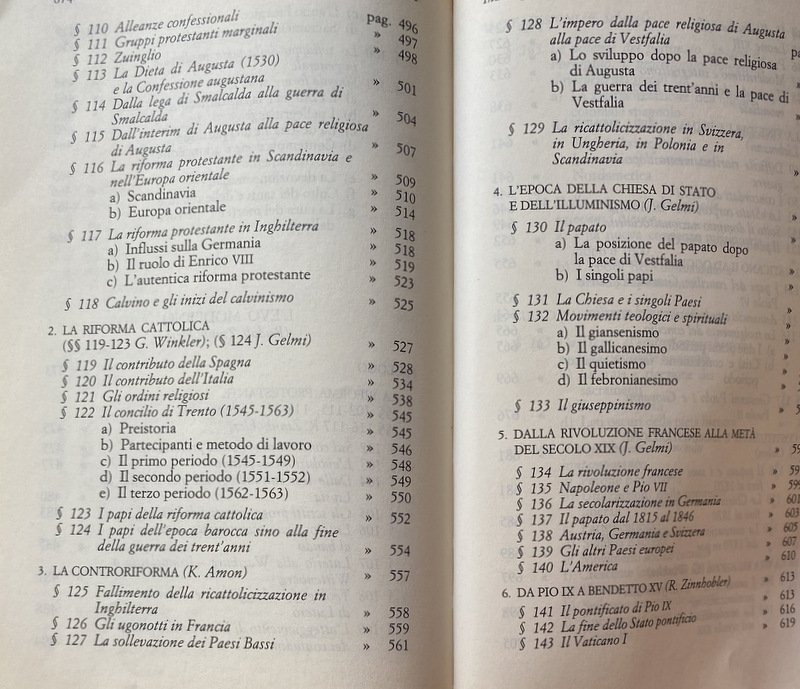 § 110 Alleanze confessionali pag. 496
§ 111 Gruppi protestanti marginali » 497
§ 112 Zuinglio » 498
§ 113 La Dieta di Augusta (1530)
e la Confessione augustana » 501
§ 114 Dalla lega di Smalcalda alla guerra di
Smalcalda » 504
§ 115 Dall'interim di Augusta alla pace religiosa
di Augusta » 507
§ 116 La riforma protestante in Scandinavia e
nell'Europa orientale » 509
a) Scandinavia » 510
b) Europa orientale » 514
§ 117 La riforma protestante in Inghilterra » 518
a) Influssi sulla Germania » 518
b) Il ruolo di Enrico VIII » 519
c) L'autentica riforma protestante » 523
§ 118 Calvino e gli inizi del calvinismo » 525
2. LA RIFORMA CATTOLICA
(§§ 119-123 G. Winkler); (§ 124 J. Gelmi) » 527
§ 119 Il contributo della Spagna » 528
§ 120 Il contributo dell'Italia » 534
§ 121 Gli ordini religiosi » 538
§ 122 Il concilio di Trento (1545-1563) » 545
a) Preistoria » 545
b) Partecipanti e metodo di lavoro » 546
c) Il primo periodo (1545-1549) » 548
d) Il secondo periodo (1551-1552) » 549
e) Il terzo periodo (1562-1563) » 550
§ 123 I papi della riforma cattolica » 552
§ 124 I papi dell'epoca barocca sino alla fine
della guerra dei trent'anni » 554
3. LA CONTRORIFORMA (K. Amon) » 557
§ 125 Fallimento della ricattolicizzazione in
Inghilterra » 558
§ 126 Gli ugonotti in Francia » 559
§ 127 La sollevazione dei Paesi Bassi » 561
§ 128 L'impero dalla pace religiosa di Augusta
alla pace di Vestfalia
a) Lo sviluppo dopo la pace religiosa
di Augusta
b) La guerra dei trent'anni e la pace di
Vestfalia »
§ 129 La ricattolicizzazione in Svizzera,
in Ungheria, in Polonia e in
Scandinavia »
4. L'EPOCA DELLA CHIESA DI STATO
E DELL'ILLUMINISMO (J. Gelmi) »
§ 130 Il papato »
a) La posizione del papato dopo
la pace di Vestfalia »
b) I singoli papi »
§ 131 La Chiesa e i singoli Paesi »
§ 132 Movimenti teologici e spirituali »
a) Il giansenismo »
b) Il gallicanesimo »
c) Il quietismo »
d) Il febronianesimo »
§ 133 Il giuseppinismo »
5. DALLA RIVOLUZIONE FRANCESE ALLA METÀ
DEL SECOLO XIX (J. Gelmi) »
§ 134 La rivoluzione francese »
§ 135 Napoleone e Pio VII » 599
§ 136 La secolarizzazione in Germania » 601
§ 137 Il papato dal 1815 al 1846 » 603
§ 138 Austria, Germania e Svizzera » 605
§ 139 Gli altri Paesi europei » 607
§ 140 L'America » 610
6. DA PIO IX A BENDETTO XV (R. Zinnhobler) » 613
§ 141 Il pontificato di Pio IX » 613
§ 142 La fine dello Stato pontificio » 616
§ 143 Il Vaticano I » 619